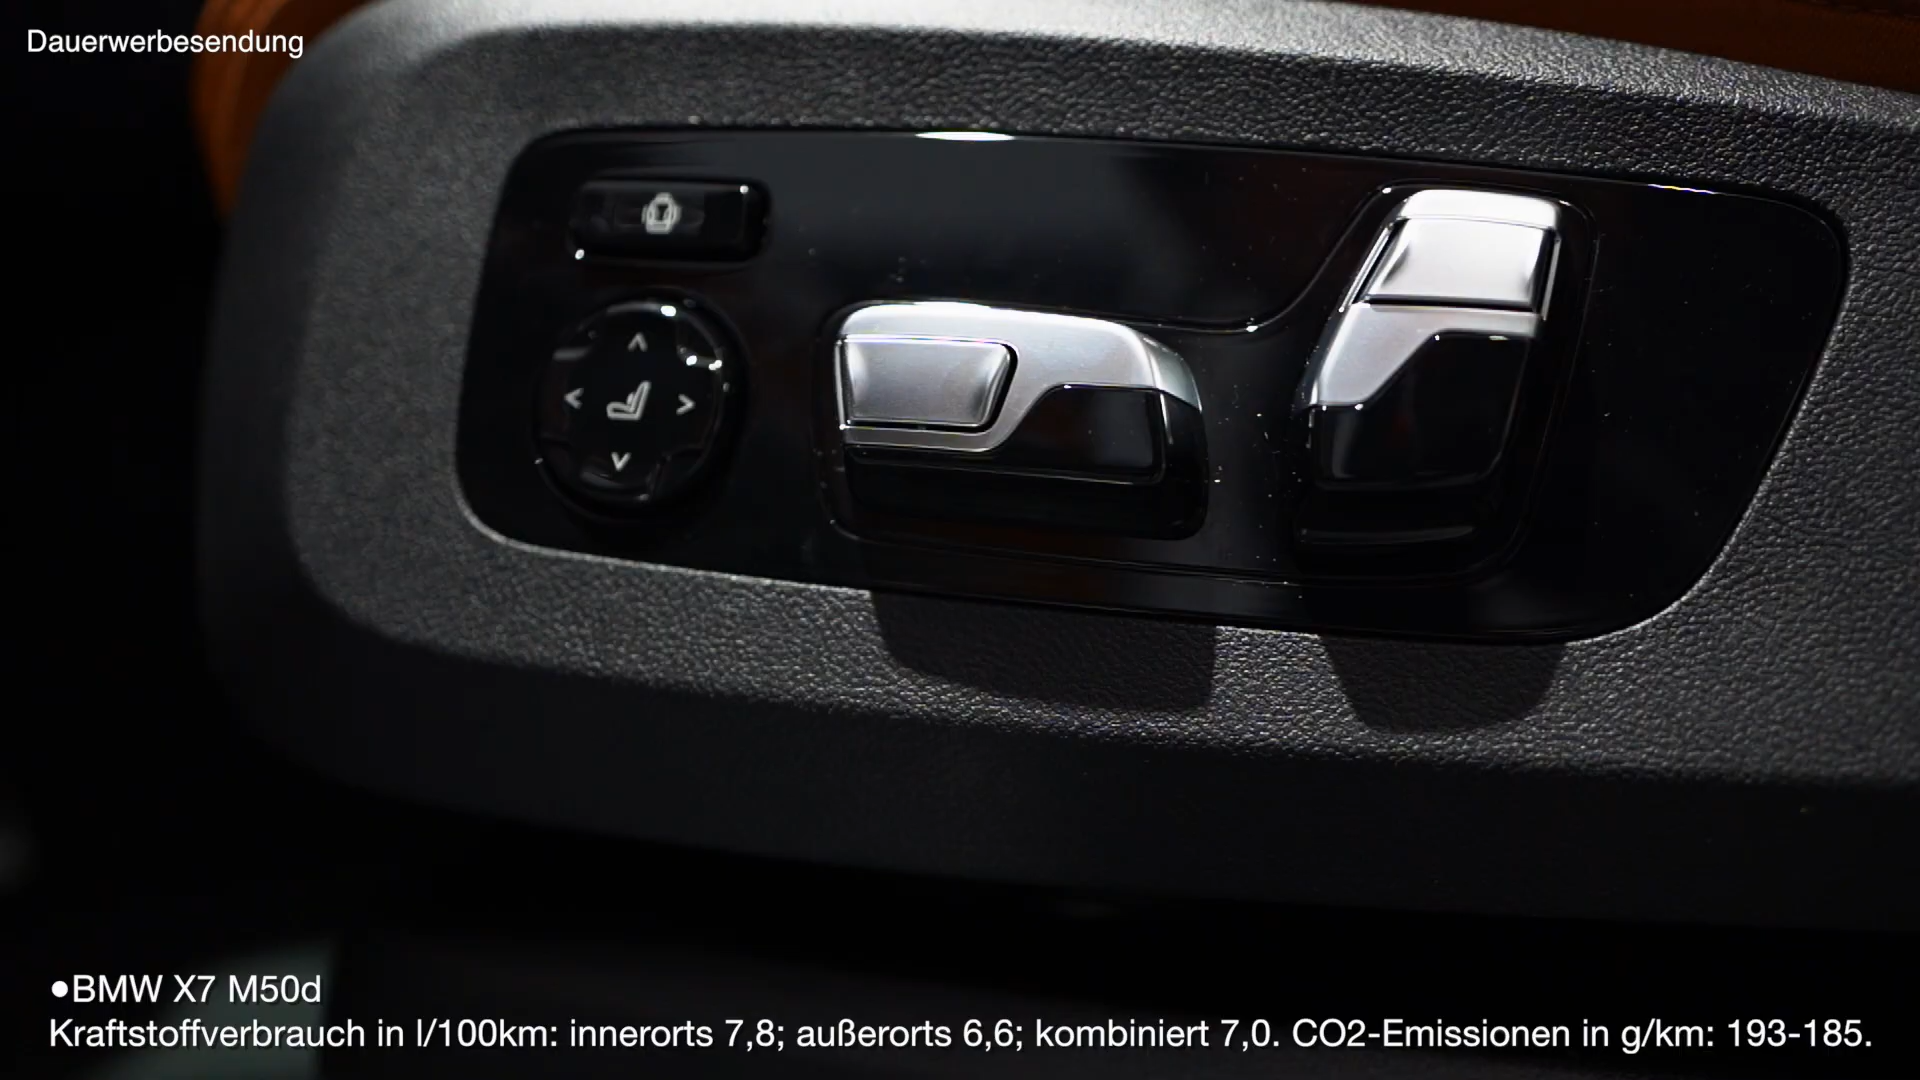 Dauerwerbesendung
●BMW X7 M50d
Kraftstoffverbrauch in l/100km: innerorts 7,8; außerorts 6,6; kombiniert 7,0. CO2-Emissionen in g/km: 193-185.